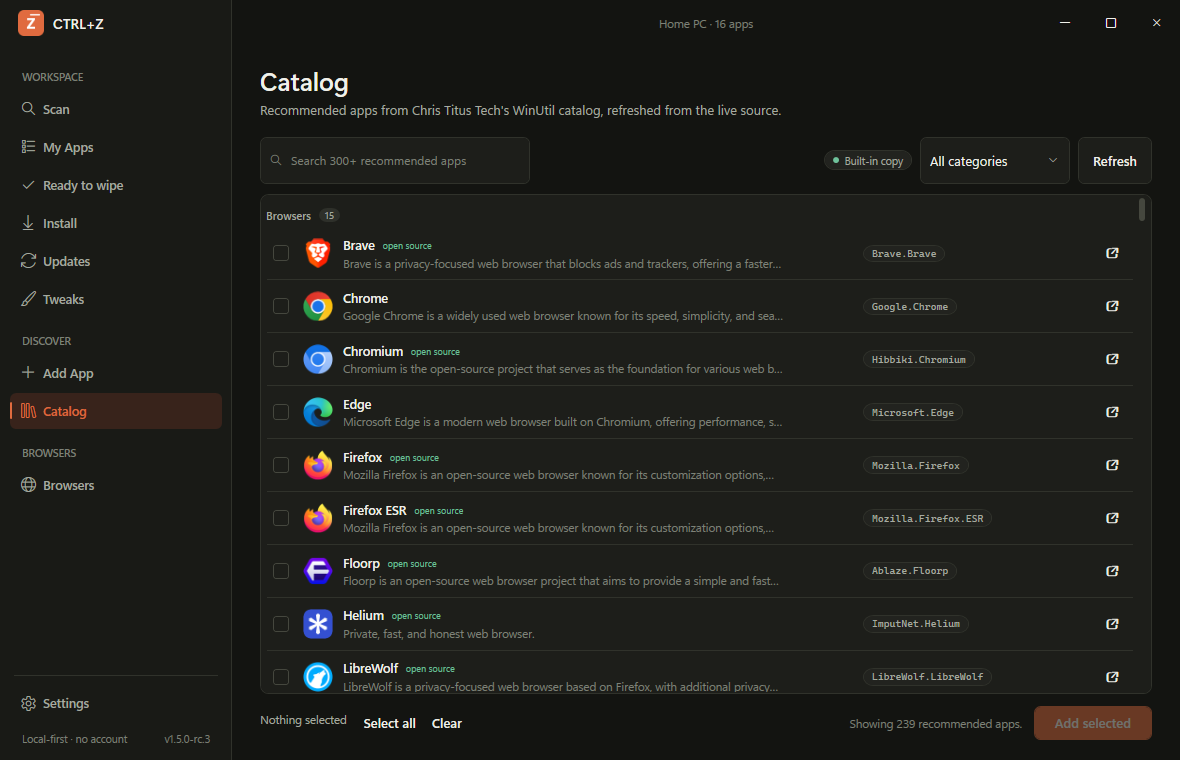 Z CTRL+Z
Home PC · 16 apps
WORKSPACE
Scan
My Apps
Ready to wipe
Install
Updates
Tweaks
DISCOVER
Add App
Catalog
BROWSERS
Browsers
Settings
Local-first · no account v1.5.0-rc.3
Catalog
Recommended apps from Chris Titus Tech's WinUtil catalog, refreshed from the live source.
Search 300+ recommended apps
Built-in copy
All categories
Refresh
Browsers 15
Brave open source
Brave is a privacy-focused web browser that blocks ads and trackers, offering a faster...
Brave.Brave
Chrome
Google Chrome is a widely used web browser known for its speed, simplicity, and sea...
Google.Chrome
Chromium open source
Chromium is the open-source project that serves as the foundation for various web b...
Hibbiki.Chromium
Edge
Microsoft Edge is a modern web browser built on Chromium, offering performance, s...
Microsoft.Edge
Firefox open source
Mozilla Firefox is an open-source web browser known for its customization options,...
Mozilla.Firefox
Firefox ESR open source
Mozilla Firefox is an open-source web browser known for its customization options,...
Mozilla.Firefox.ESR
Floorp open source
Floorp is an open-source web browser project that aims to provide a simple and fast...
Ablaze.Floorp
Helium open source
Private, fast, and honest web browser.
ImputNet.Helium
LibreWolf open source
LibreWolf is a privacy-focused web browser based on Firefox, with additional privacy...
LibreWolf.LibreWolf
Nothing selected
Select all
Clear
Showing 239 recommended apps.
Add selected